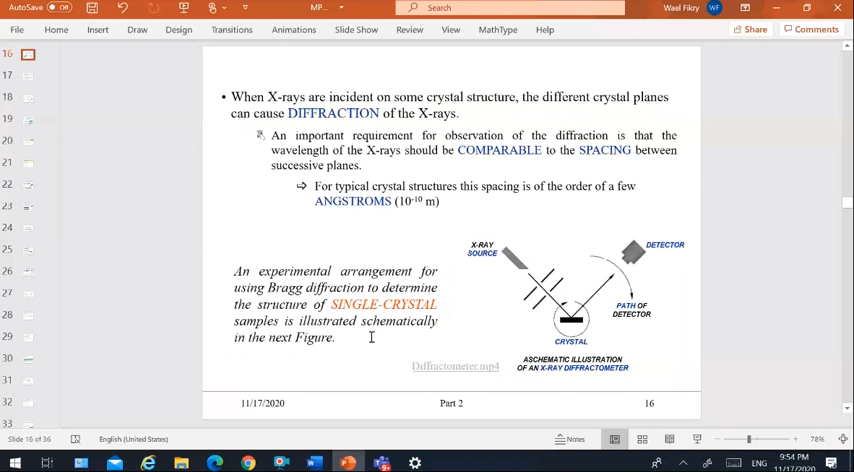 AutoSave
Off
MP...
Search
Wael Fikry
WF
File
Home
Insert
Draw
Design
Transitions
Animations
Slide Show
Review
View
MathType
Help
Share
Comments
16
17
18
19
20
21
22
23
24
25
26
27
28
29
30
31
32
33
• When X-rays are incident on some crystal structure, the different crystal planes
can cause DIFFRACTION of the X-rays.
An important requirement for observation of the diffraction is that the
wavelength of the X-rays should be COMPARABLE to the SPACING between
successive planes.
⇨ For typical crystal structures this spacing is of the order of a few
ANGSTROMS (10⁻¹⁰ m)
An experimental arrangement for
using Bragg diffraction to determine
the structure of SINGLE-CRYSTAL
samples is illustrated schematically
in the next Figure.
X-RAY
SOURCE
DETECTOR
PATH OF
DETECTOR
CRYSTAL
Diffractometer.mp4
ASCHEMATIC ILLUSTRATION
OF AN X-RAY DIFFRACTOMETER
11/17/2020
Part 2
16
Slide 16 of 36
English (United States)
Notes
78%
9:54 PM
ENG
11/17/2020